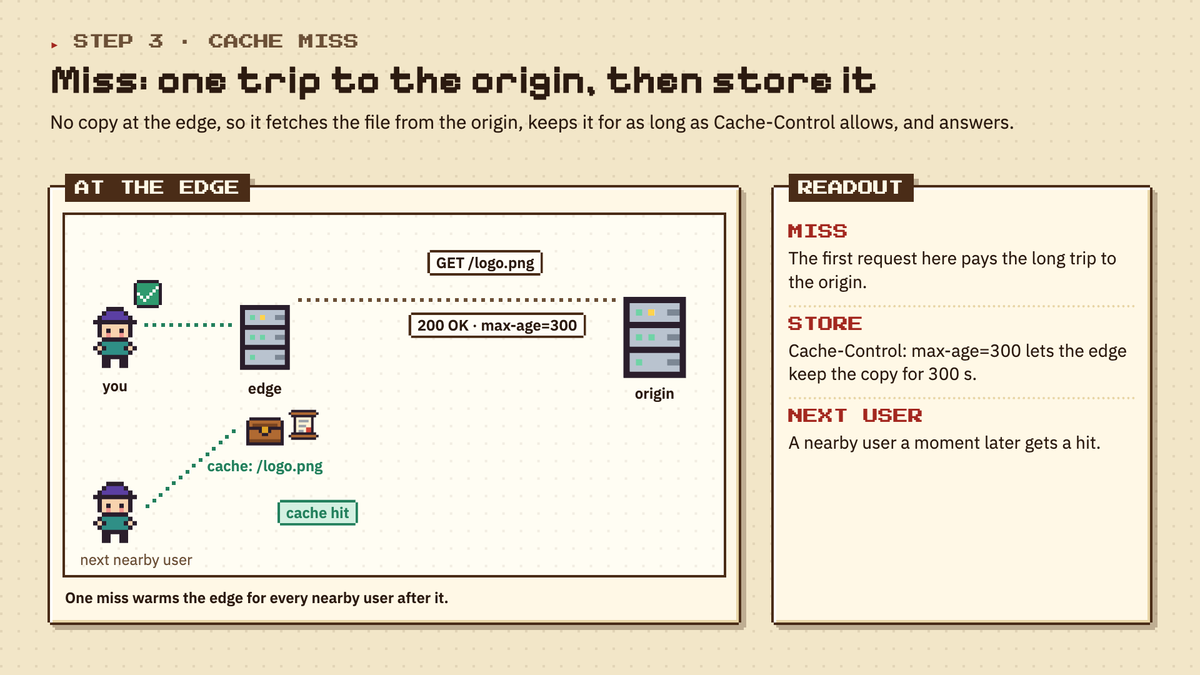 STEP 3 · CACHE MISS
Miss: one trip to the origin, then store it
No copy at the edge, so it fetches the file from the origin, keeps it for as long as Cache-Control allows, and answers.
AT THE EDGE
GET /logo.png
200 OK · max-age=300
you
edge
origin
cache: /logo.png
cache hit
next nearby user
One miss warms the edge for every nearby user after it.
READOUT
MISS
The first request here pays the long trip to
the origin.
STORE
Cache-Control: max-age=300 lets the edge
keep the copy for 300 s.
NEXT USER
A nearby user a moment later gets a hit.